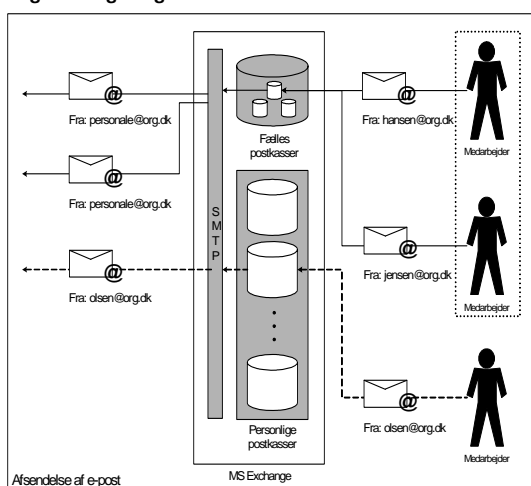 Fra: personale@org.dk
Fra: personale@org.dk
Fra: olsen@org.dk
S
M
T
P
Fælles
postkasser
Personlige
postkasser
MS Exchange
Fra: hansen@org.dk
Medarbejder
Fra: jensen@org.dk
Medarbejder
Fra: olsen@org.dk
Medarbejder
Afsendelse af e-post
@
@
@
@
@
@